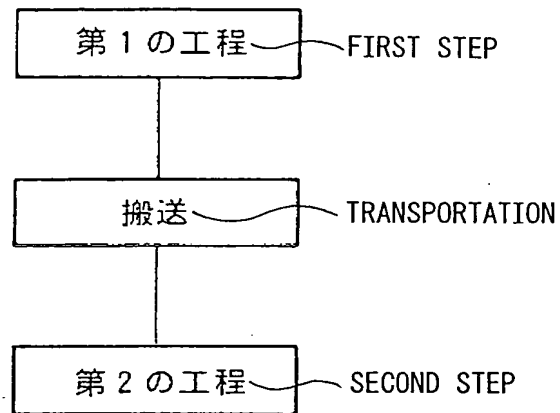 第1の工程 FIRST STEP
搬送 TRANSPORTATION
第2の工程 SECOND STEP